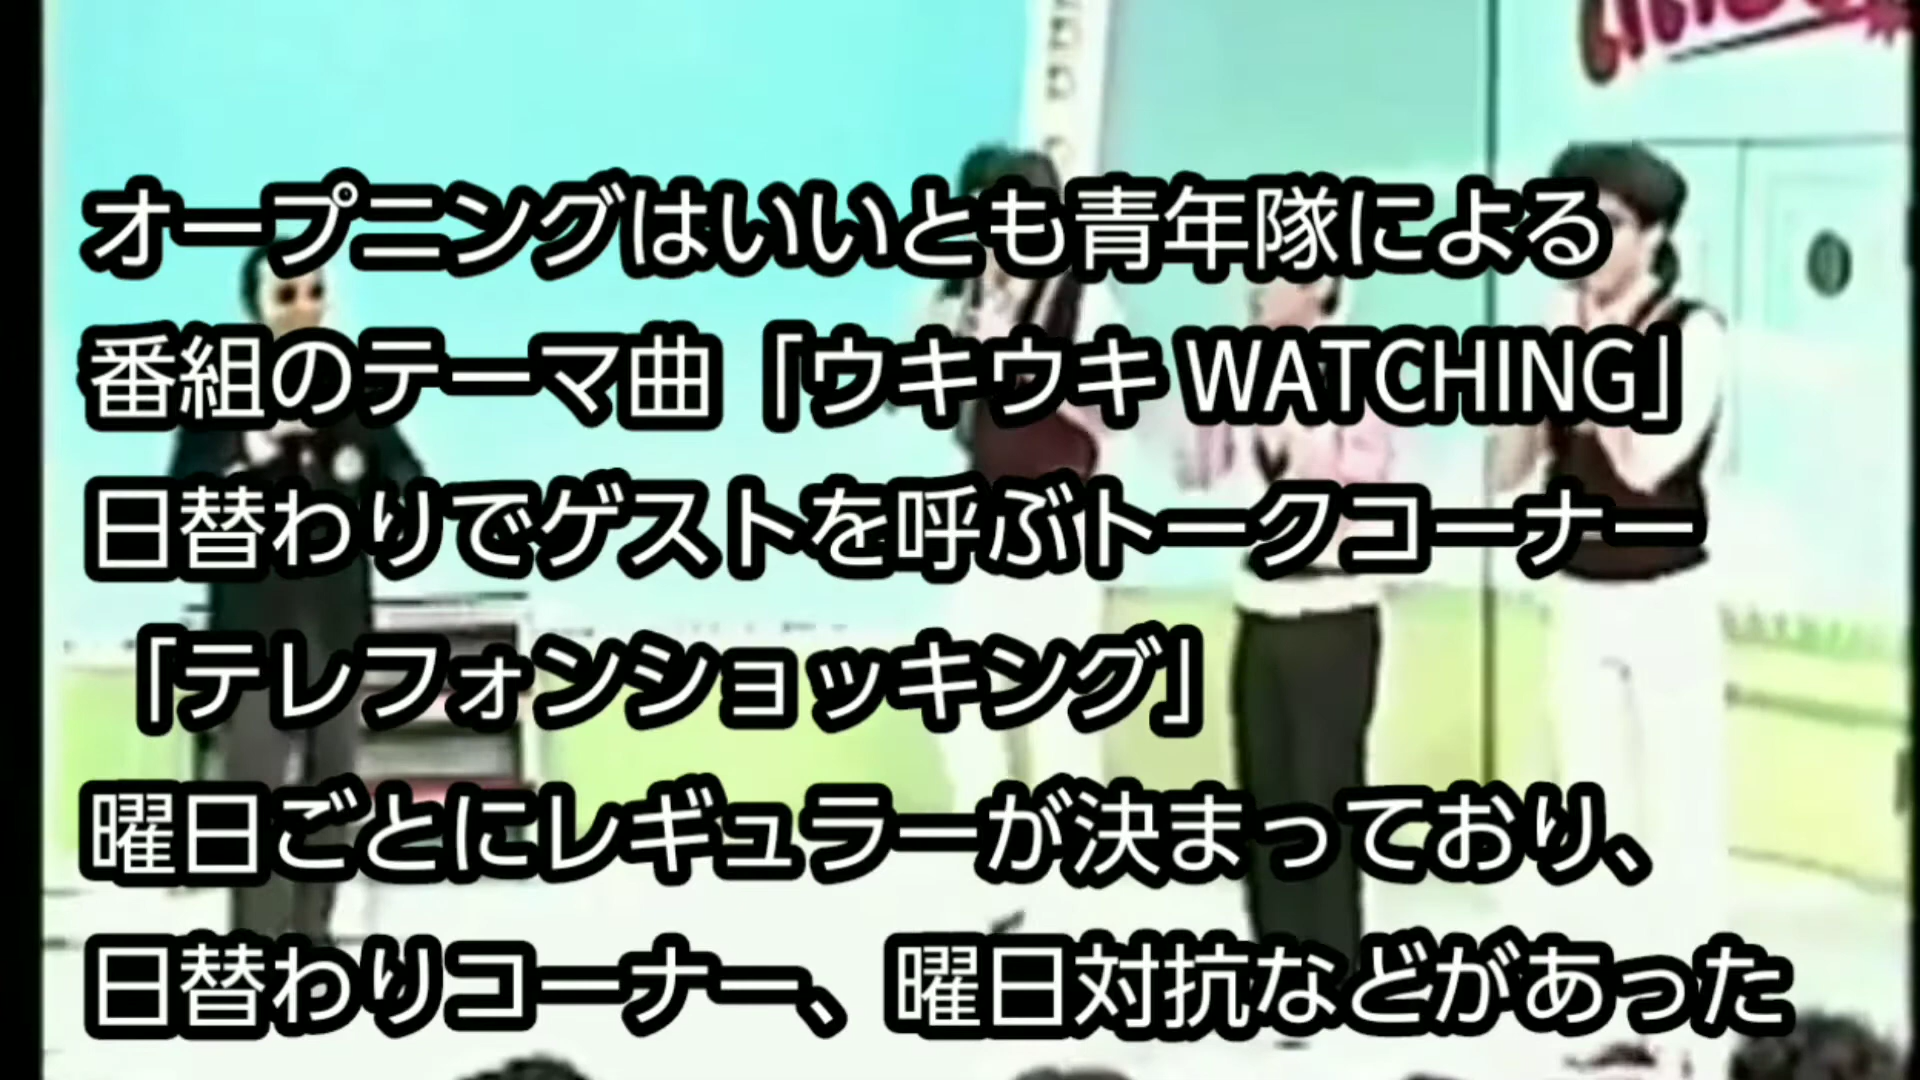 オープニングはいいとも青年隊による
番組のテーマ曲「ウキウキ WATCHING」
日替わりでゲストを呼ぶトークコーナー
「テレフォンショッキング」
曜日ごとにレギュラーが決まっており、
日替わりコーナー、曜日対抗などがあった